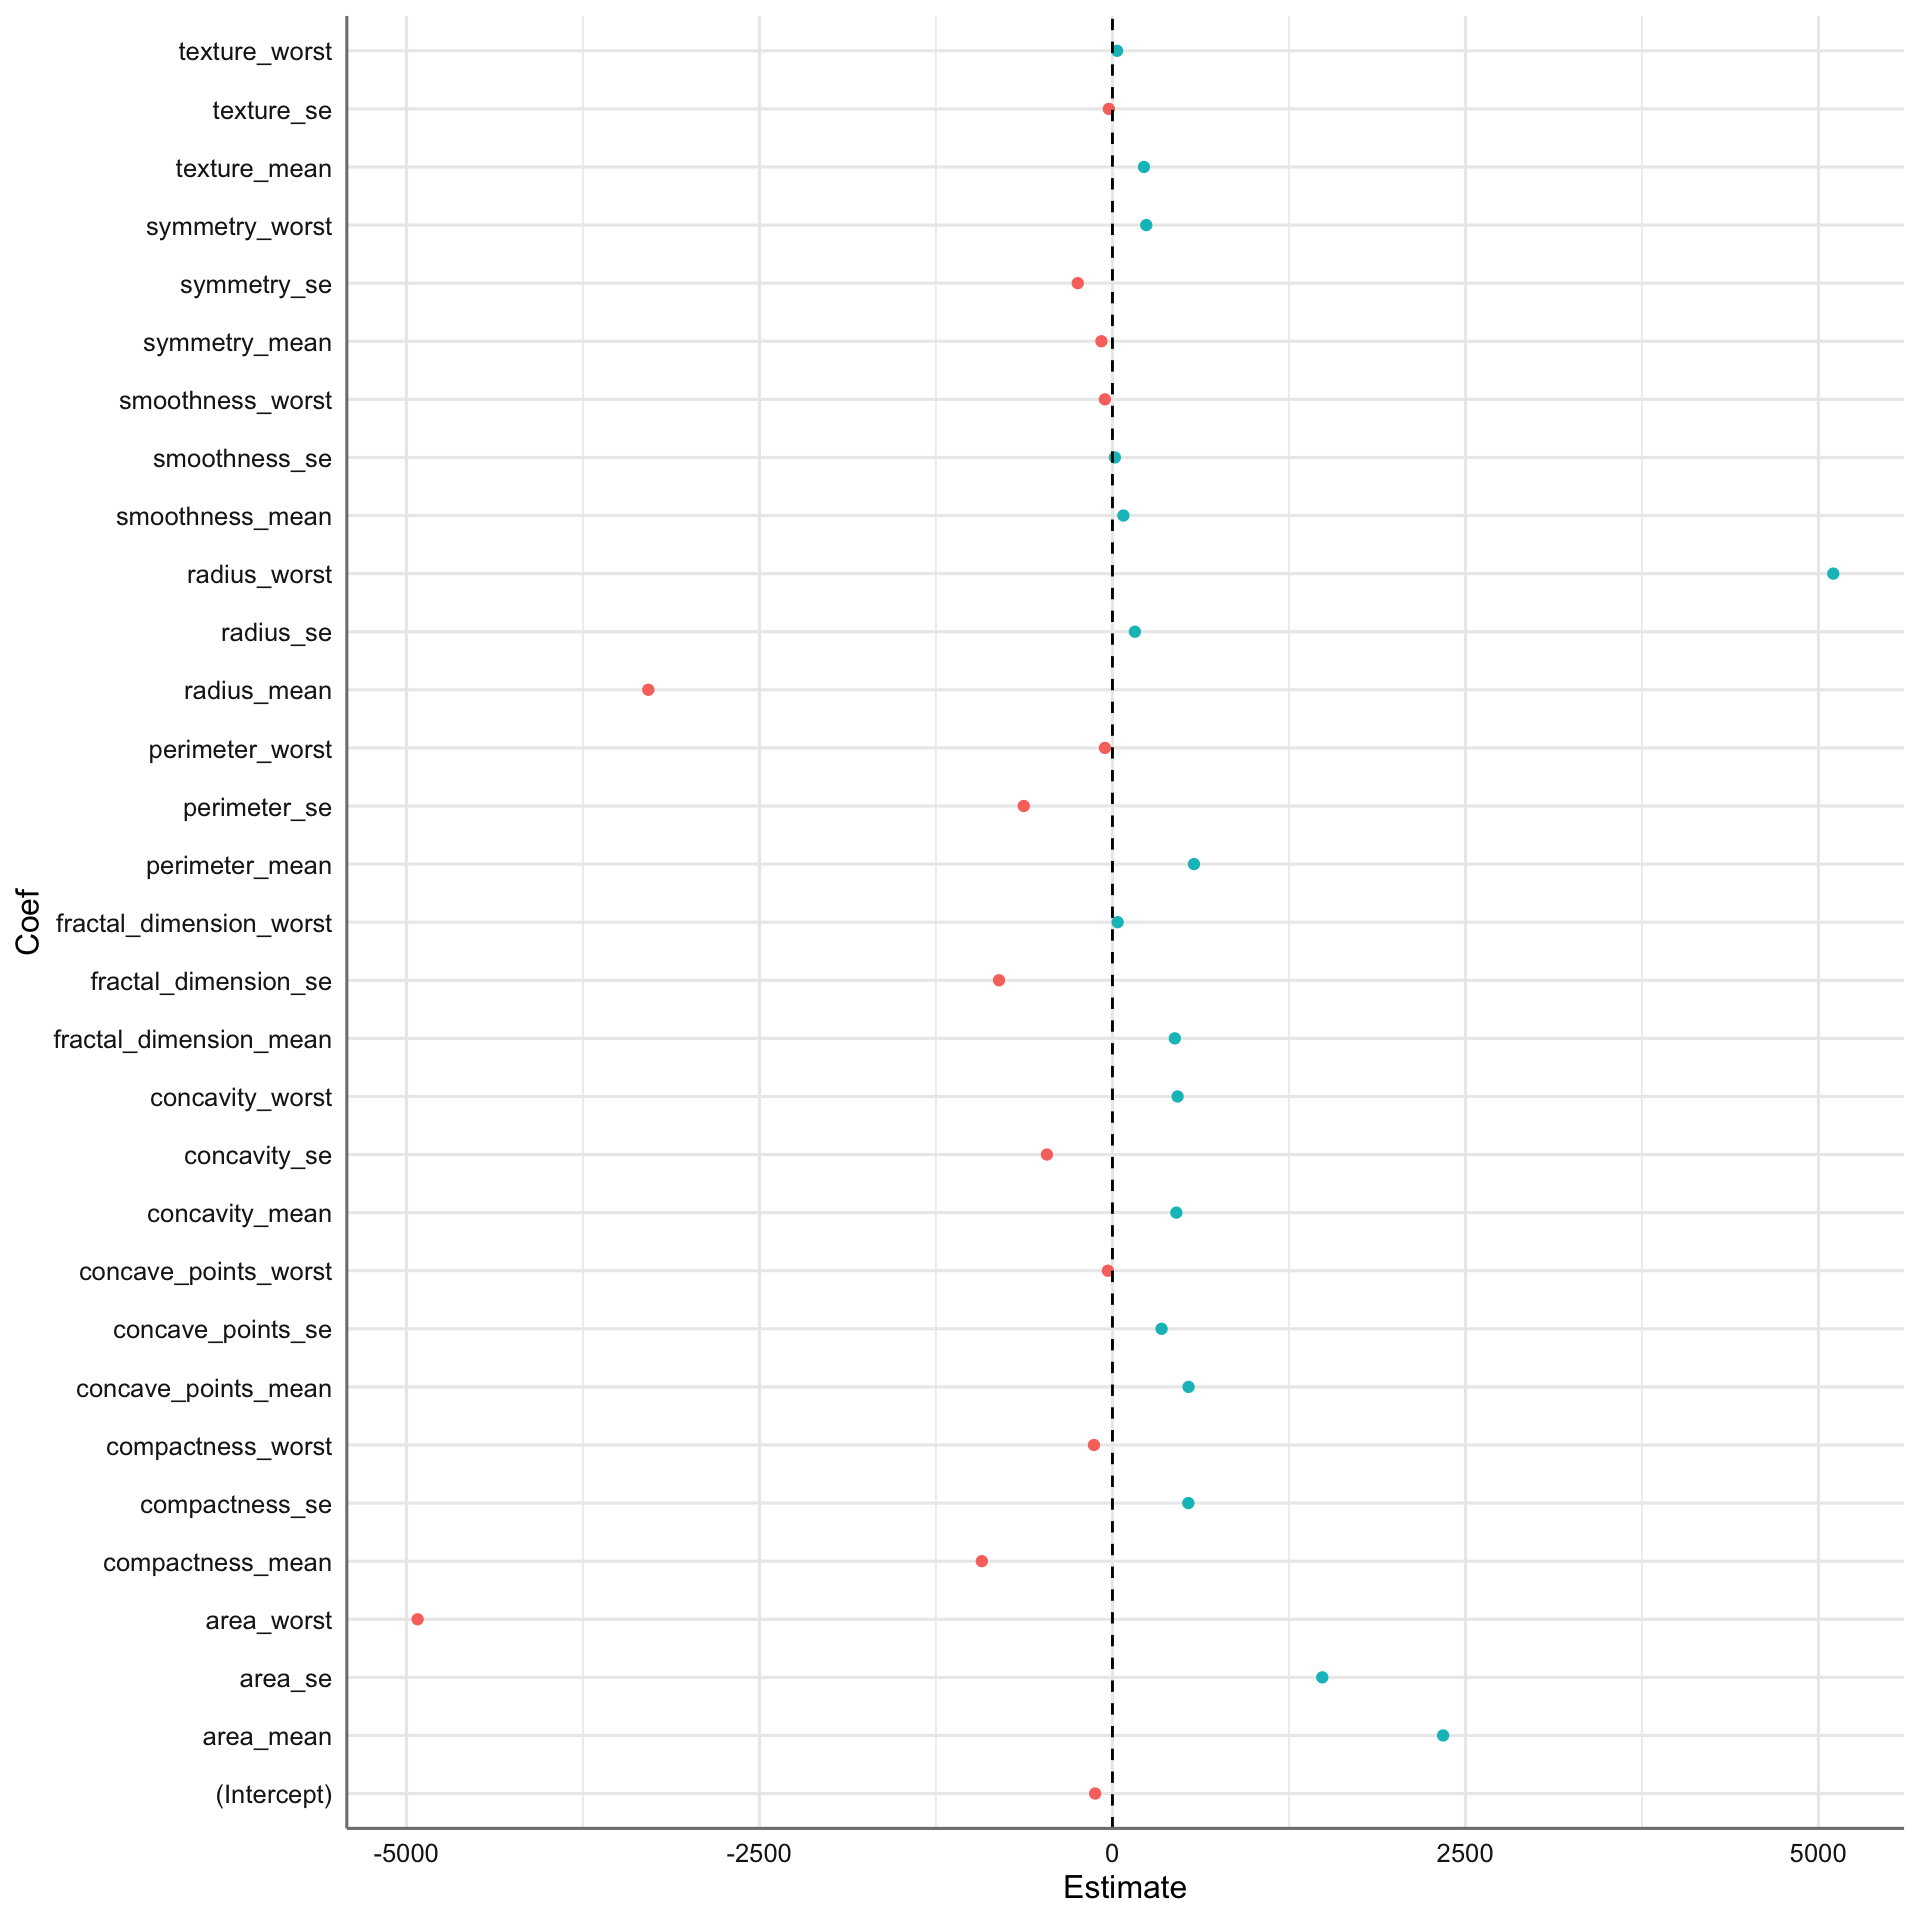 texture_worst
texture_se
texture_mean
symmetry_worst
symmetry_se
symmetry_mean
smoothness_worst
smoothness_se
smoothness_mean
radius_worst
radius_se
radius_mean
perimeter_worst
perimeter_se
perimeter_mean
Coef
fractal_dimension_worst
fractal_dimension_se
fractal_dimension_mean
concavity_worst
concavity_se
concavity_mean
concave_points_worst
concave_points_se
concave_points_mean
compactness_worst
compactness_se
compactness_mean
area_worst
area_se
area_mean
(Intercept)
-5000 -2500 0 2500 5000
Estimate